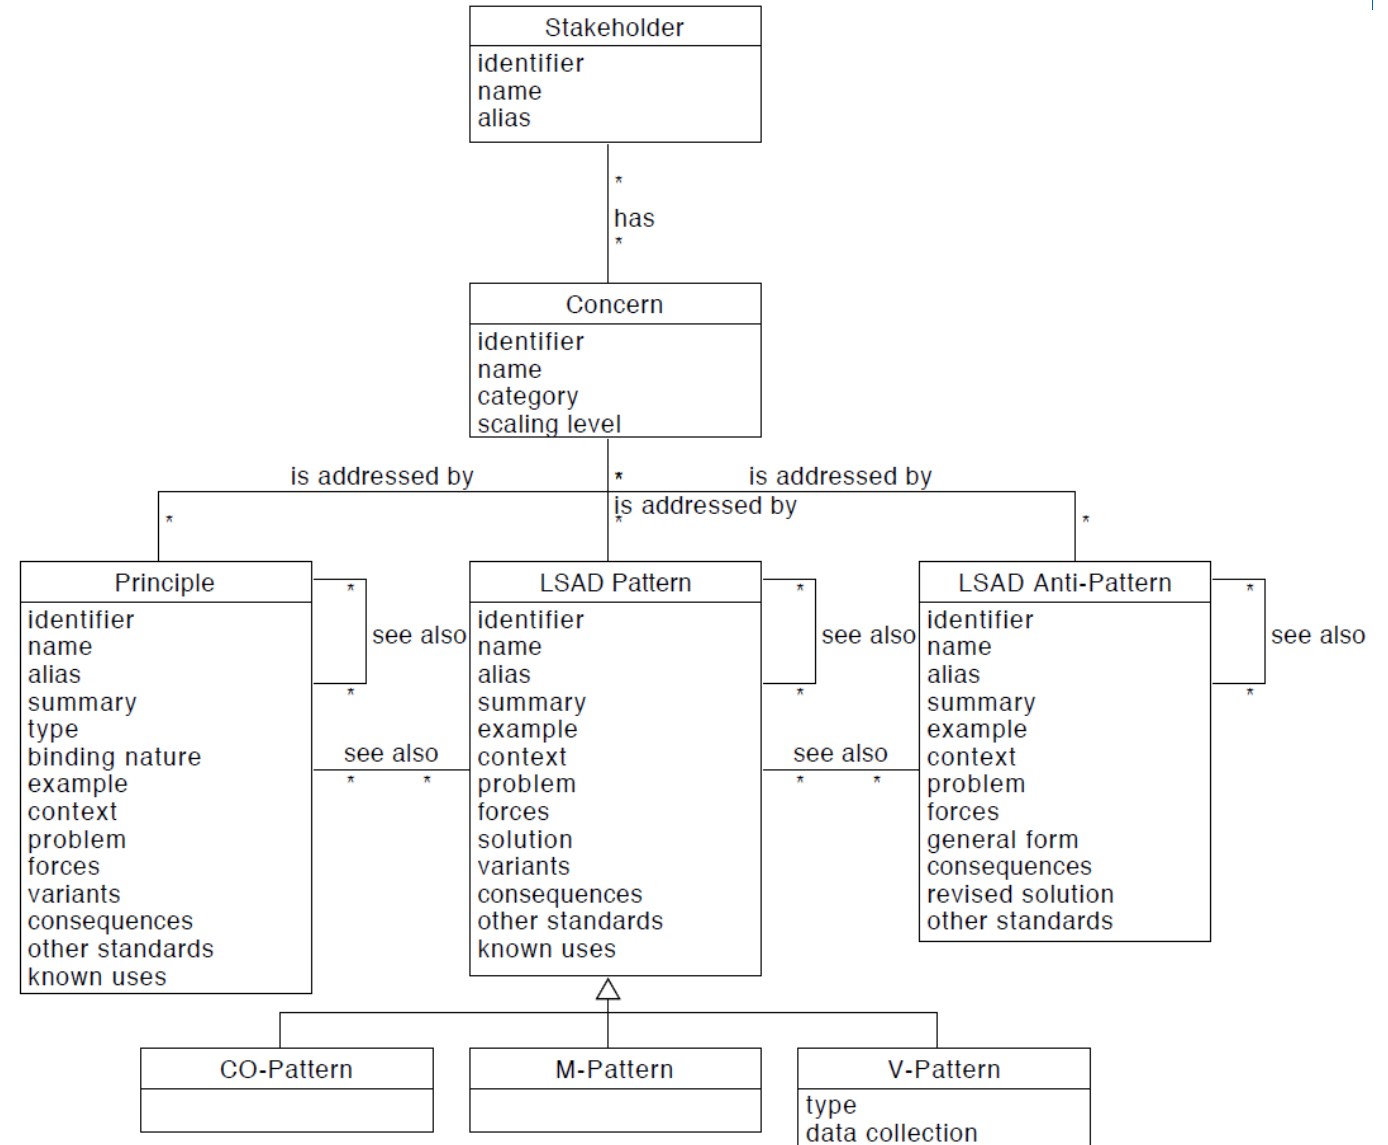 Stakeholder
identifier
name
alias
*
has
*
Concern
identifier
name
category
scaling level
is addressed by
*
is addressed by
is addressed by
*
*
*
Principle
identifier
name
alias
summary
type
binding nature
example
context
problem
forces
variants
consequences
other standards
known uses
*
see also
*
see also
* *
LSAD Pattern
identifier
name
alias
summary
example
context
problem
forces
solution
variants
consequences
other standards
known uses
*
see also
*
see also
* *
LSAD Anti-Pattern
identifier
name
alias
summary
example
context
problem
forces
general form
consequences
revised solution
other standards
*
see also
*
CO-Pattern
M-Pattern
V-Pattern
type
data collection